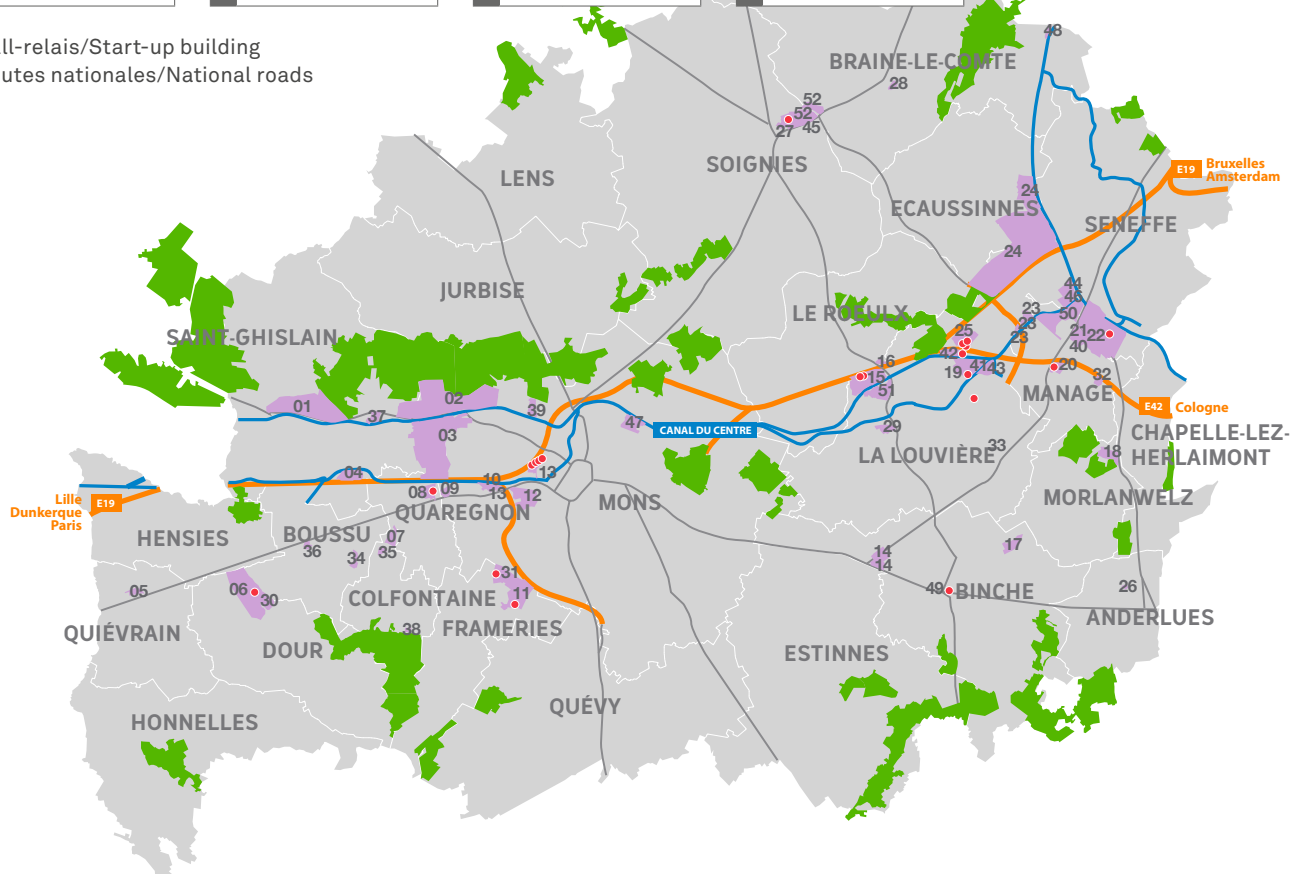 ll-relais/Start-up building
utes nationales/National roads
48
BRAINE-LE-COMTE
28
52
52
27 45
SOIGNIES
E19 Bruxelles
Amsterdam
LENS
24
ECAUSSINNES
SENEFFE
24
JURBISE
44
46
LE ROEULX
23
50
23
25
23
21
22
SAINT-GHISLAIN
40
42
16
15
19
41
43
20
32
51
MANAGE
01
02
37
39
E42 Cologne
47
CANAL DU CENTRE
29
CHAPELLE-LEZ-
HERLAIMONT
03
33
18
LA LOUVIÈRE
04
13
10
08
09
13
12
MONS
MORLANWELZ
Lille
Dunkerque
Paris
E19
QUAREGNON
HENSIES
BOUSSU
07
36
34
35
17
14
14
31
05
06
30
COLFONTAINE
11
49
BINCHE
26
ANDERLUES
QUIÉVRAIN
38
FRAMERIES
DOUR
ESTINNES
QUÉVY
HONNELLES